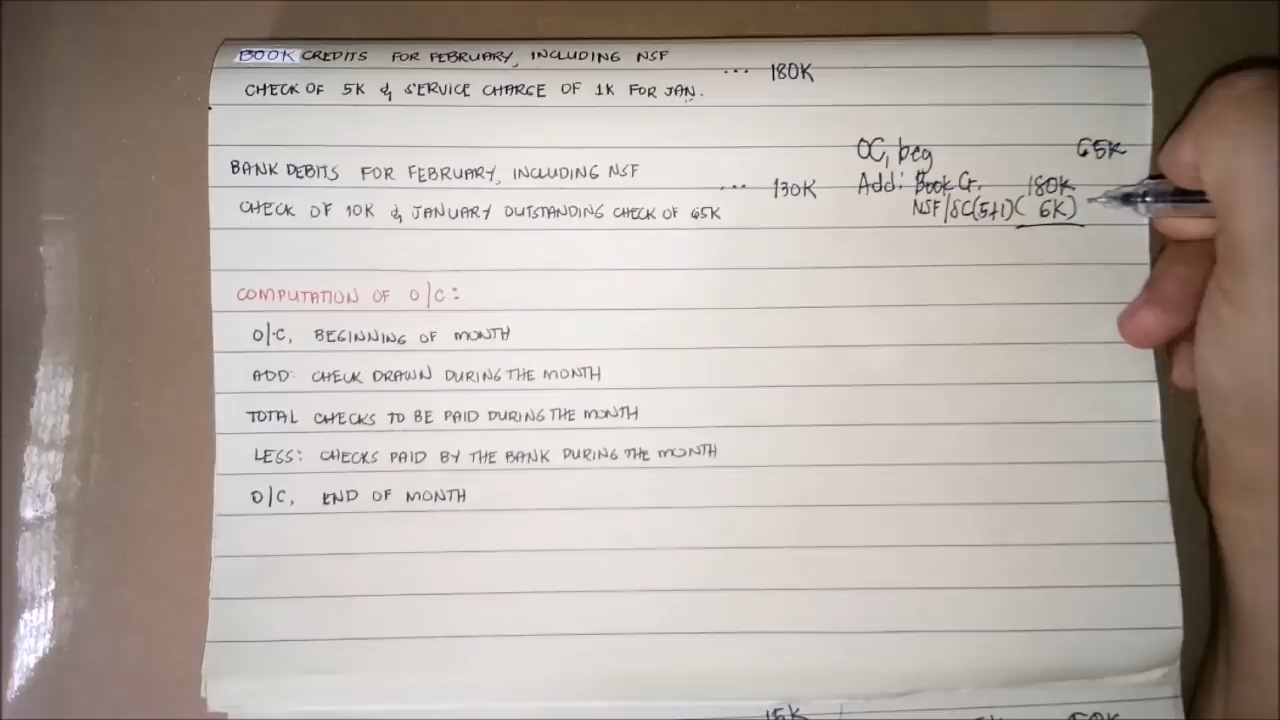 BOOK CREDITS FOR FEBRUARY, INCLUDING NSF
CHECK OF 5K & SERVICE CHARGE OF 1K FOR JAN. ... 180K
BANK DEBITS FOR FEBRUARY, INCLUDING NSF
CHECK OF 10K & JANUARY OUTSTANDING CHECK OF 65K ... 130K
OC, beg 65K
Add: Book Cr. 180K
NSF/SC(5+1) (6K)
COMPUTATION OF O/C:
O/C, BEGINNING OF MONTH
ADD: CHECK DRAWN DURING THE MONTH
TOTAL CHECKS TO BE PAID DURING THE MONTH
LESS: CHECKS PAID BY THE BANK DURING THE MONTH
O/C, END OF MONTH
15K